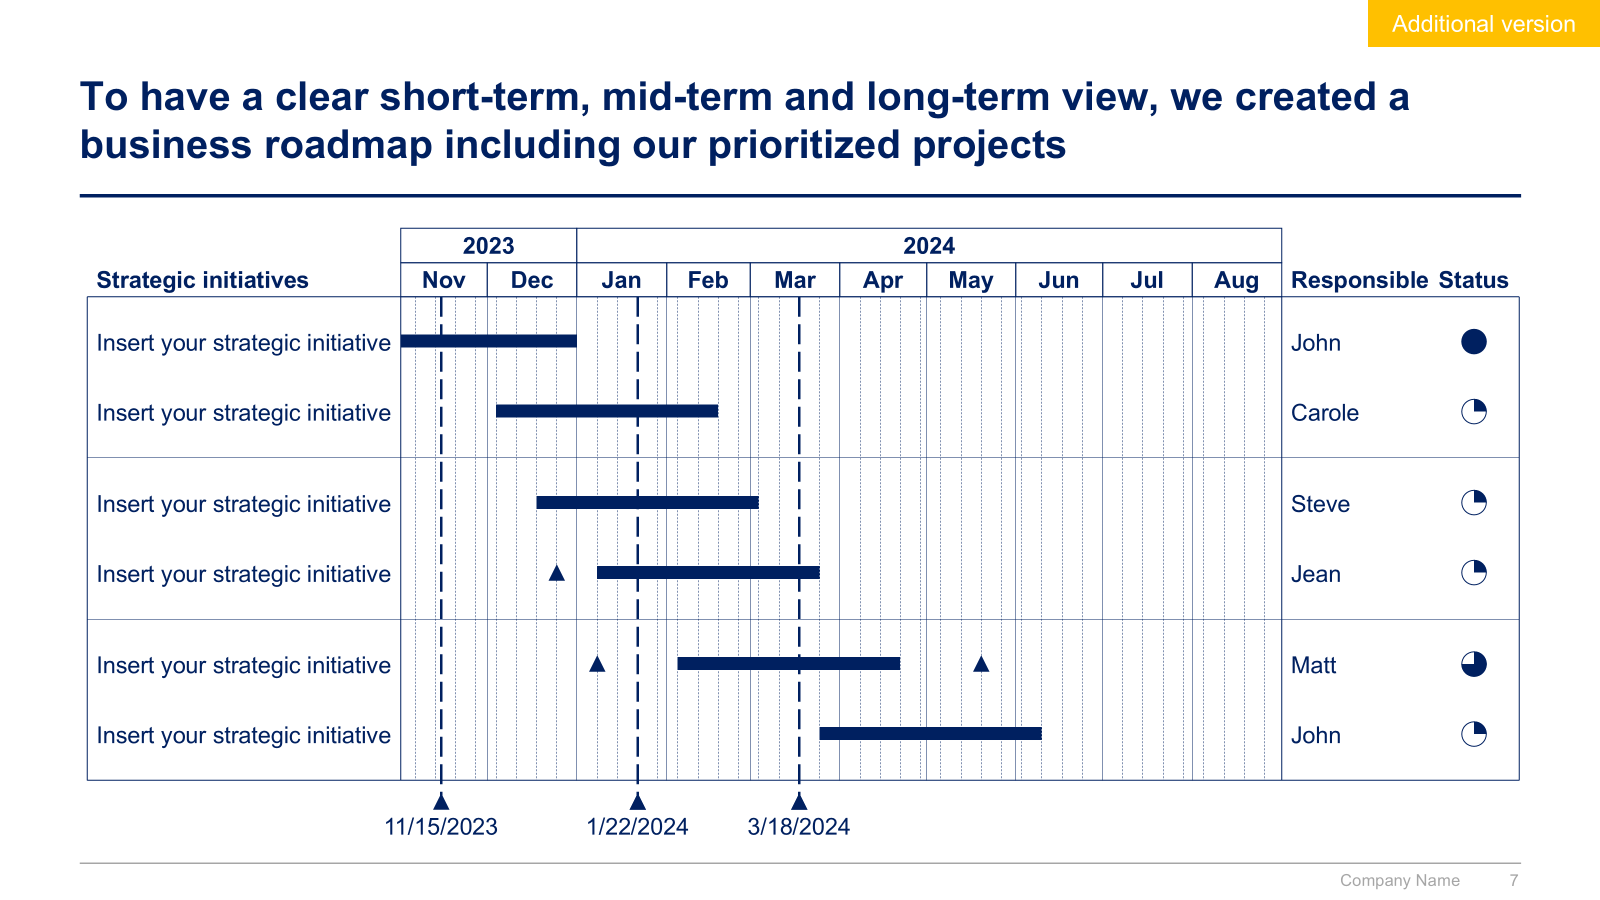 Additional version
To have a clear short-term, mid-term and long-term view, we created a
business roadmap including our prioritized projects
2023 2024
Strategic initiatives Nov Dec Jan Feb Mar Apr May Jun Jul Aug Responsible Status
Insert your strategic initiative John
Insert your strategic initiative Carole
Insert your strategic initiative Steve
Insert your strategic initiative Jean
Insert your strategic initiative Matt
Insert your strategic initiative John
11/15/2023 1/22/2024 3/18/2024
Company Name 7